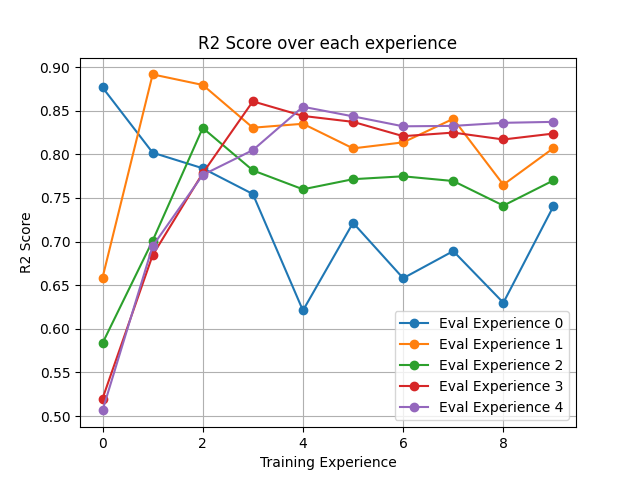 R2 Score over each experience
0.90
0.85
0.80
0.75
0.70
0.65
0.60
0.55
0.50
R2 Score
0 2 4 6 8
Training Experience
Eval Experience 0
Eval Experience 1
Eval Experience 2
Eval Experience 3
Eval Experience 4